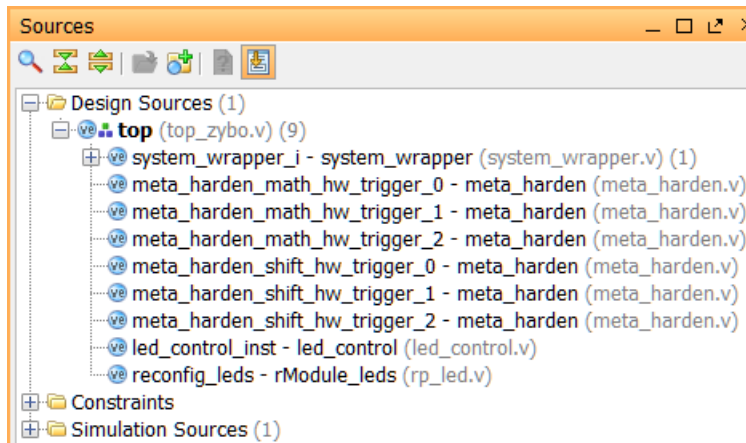 Sources
Design Sources (1)
top (top_zybo.v) (9)
system_wrapper_i - system_wrapper (system_wrapper.v) (1)
meta_harden_math_hw_trigger_0 - meta_harden (meta_harden.v)
meta_harden_math_hw_trigger_1 - meta_harden (meta_harden.v)
meta_harden_math_hw_trigger_2 - meta_harden (meta_harden.v)
meta_harden_shift_hw_trigger_0 - meta_harden (meta_harden.v)
meta_harden_shift_hw_trigger_1 - meta_harden (meta_harden.v)
meta_harden_shift_hw_trigger_2 - meta_harden (meta_harden.v)
led_control_inst - led_control (led_control.v)
reconfig_leds - rModule_leds (rp_led.v)
Constraints
Simulation Sources (1)